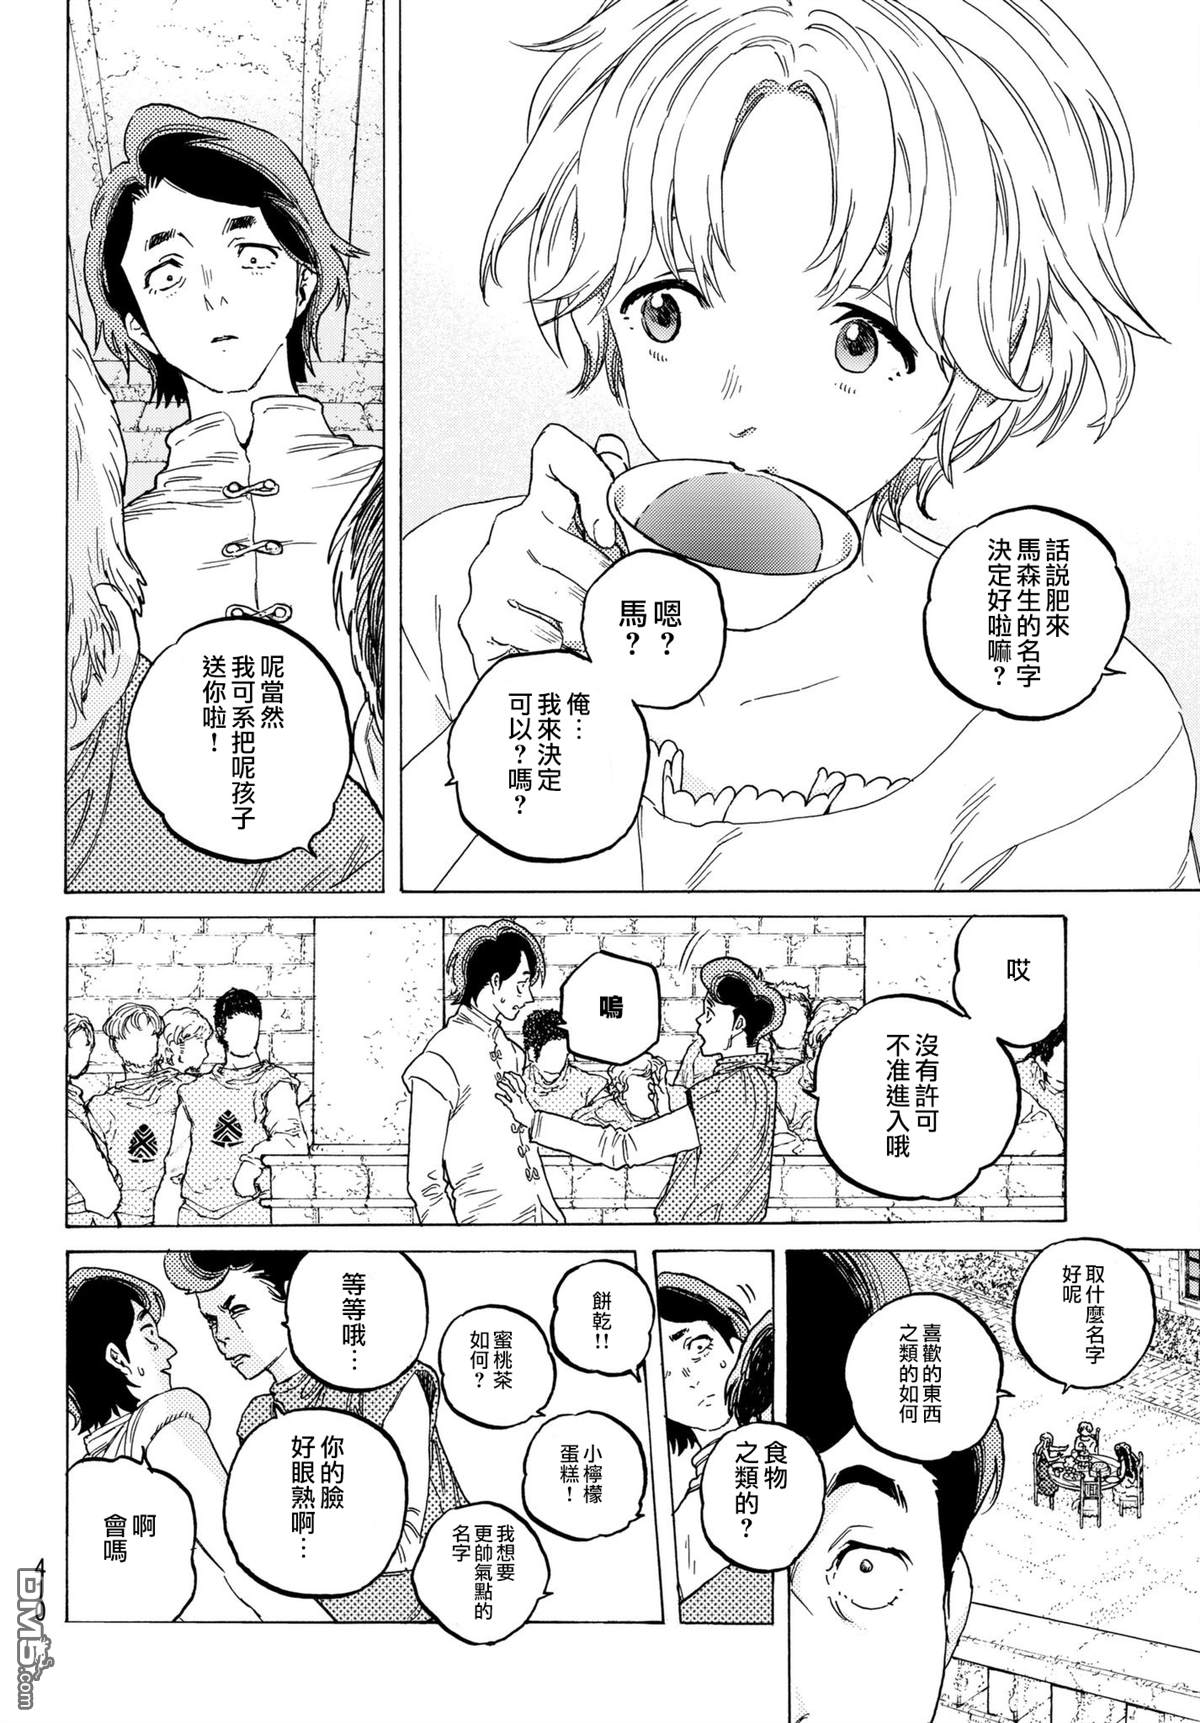 話説肥來
馬森生的名字
決定好啦嘛?
嗯?
馬?
俺…
我來決定
可以?嗎?
呢當然
我可系把呢孩子
送你啦!
哎
沒有許可
不准進入哦
嗚
取什麼名字
好呢
喜歡的東西
之類的如何
食物
之類的?
餅乾!!
蜜桃茶
如何?
小檸檬
蛋糕!
我想要
更帥氣點的
名字
等等哦…
你的臉
好眼熟啊…
啊
會嗎
4
DM5